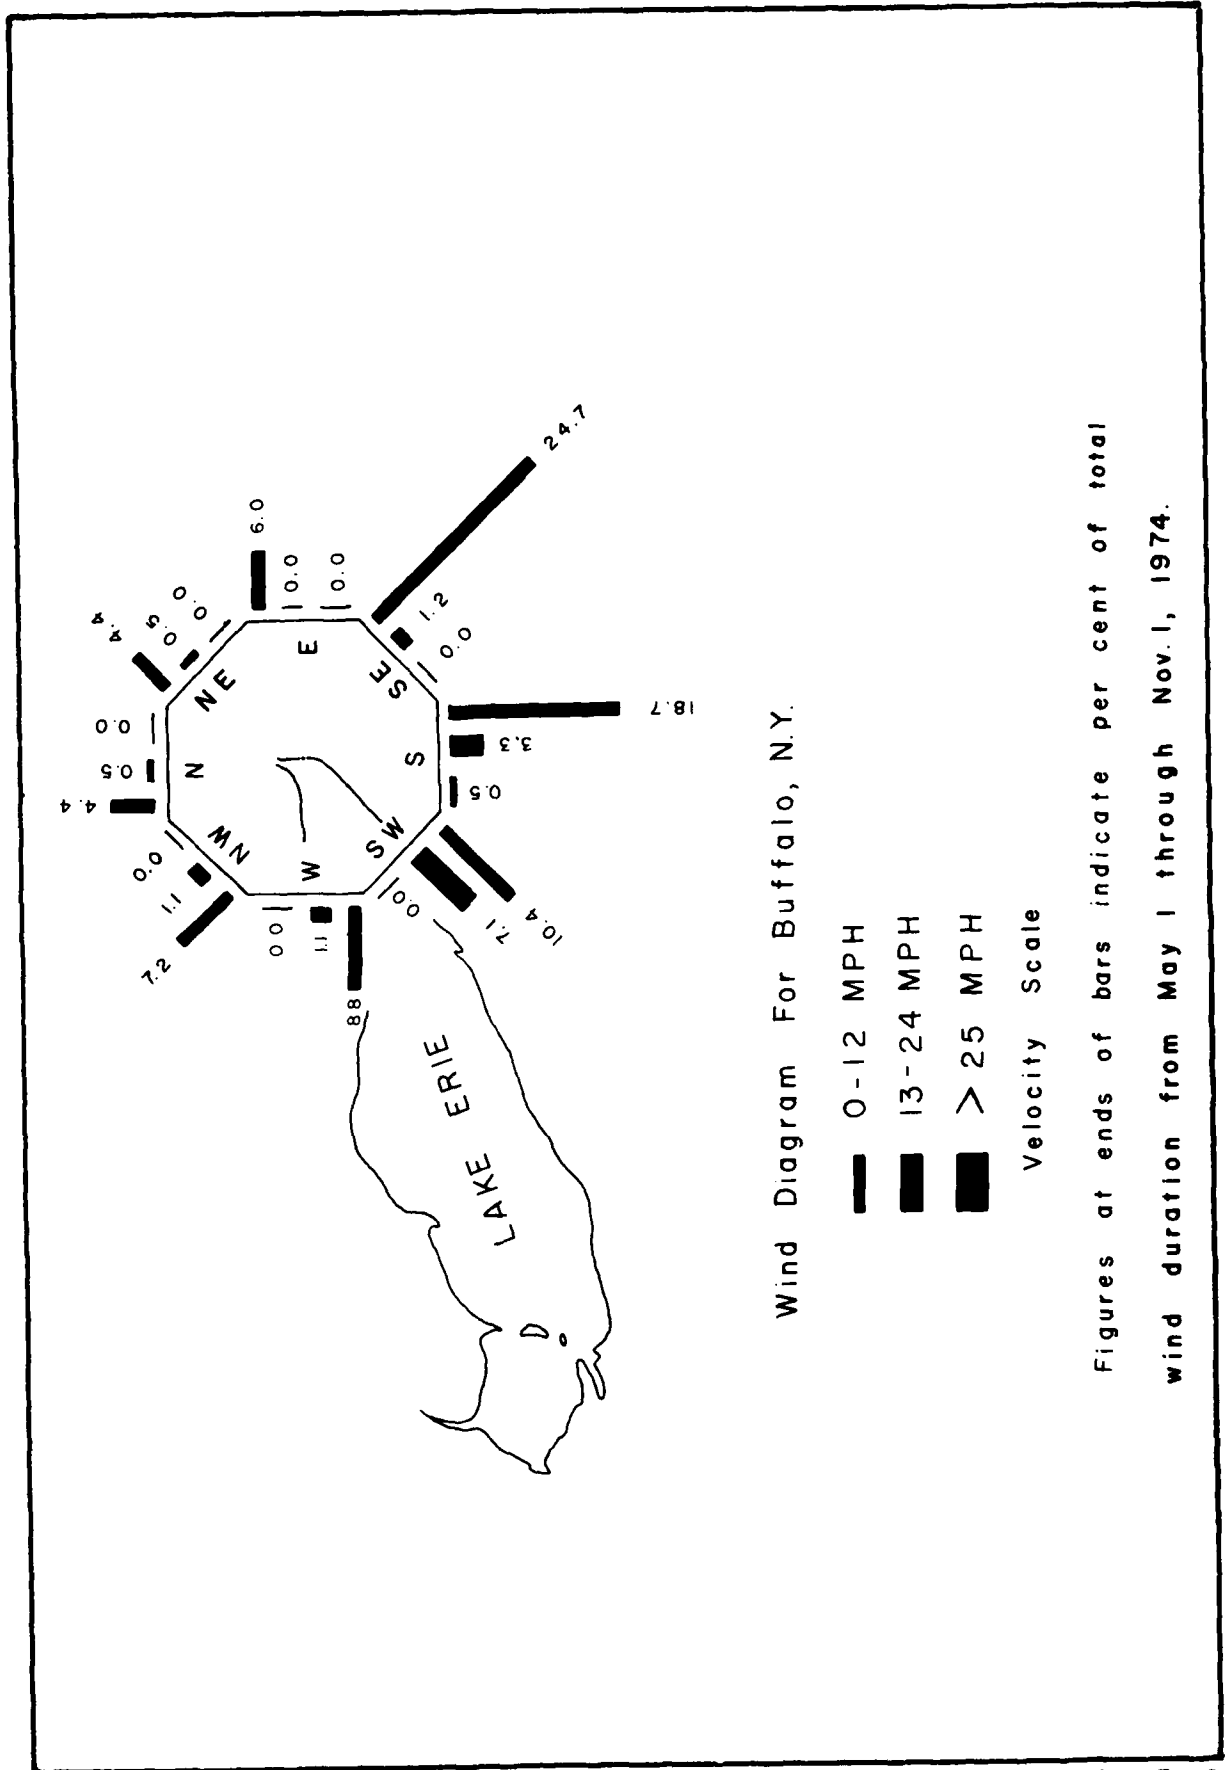 4.4
0.5
0.0
4.4
0.5
0.0
6.0
0.0
0.0
24.7
1.2
0.0
18.7
3.3
0.5
10.4
7.1
0.0
88
1.1
0 0
7.2
1.1
0.0
N
NE
E
SE
S
SW
W
NW
LAKE ERIE
Wind Diagram For Buffalo, N.Y.
0-12 MPH
13-24 MPH
> 25 MPH
Velocity Scale
Figures at ends of bars indicate per cent of total
wind duration from May 1 through Nov. 1, 1974.